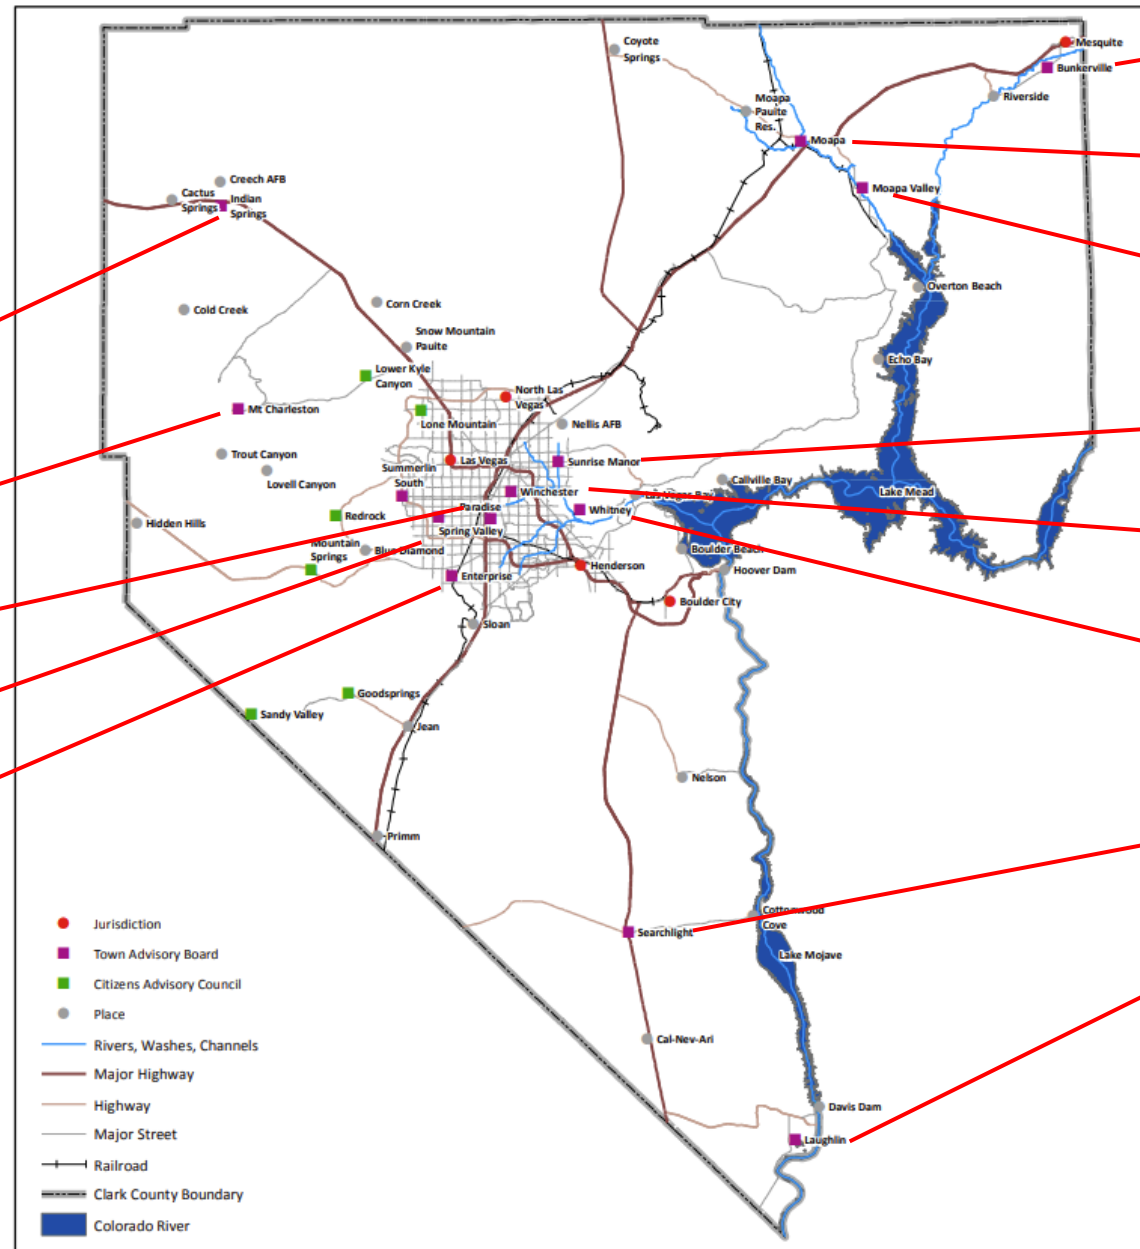 Coyote
Springs
Mesquite
Bunkerville
Riverside
Moapa
Paiute
Res.
Moapa
Moapa Valley
Creech AFB
Cactus
Springs
Indian
Springs
Overton Beach
Cold Creek
Corn Creek
Snow Mountain
Paiute
Echo Bay
Lower Kyle
Canyon
North Las
Vegas
Mt Charleston
Lone Mountain
Nellis AFB
Trout Canyon
Las Vegas
Sunrise Manor
Lovell Canyon
Summerlin
South
Callville Bay
Winchester
Las Vegas Bay
Lake Mead
Hidden Hills
Redrock
Paradise
Whitney
Spring Valley
Mountain
Springs
Blue Diamond
Boulder Beach
Henderson
Hoover Dam
Enterprise
Boulder City
Sloan
Goodsprings
Sandy Valley
Jean
Nelson
Primm
Cottonwood
Cove
Searchlight
Lake Mojave
Cal-Nev-Ari
Davis Dam
Laughlin
Jurisdiction
Town Advisory Board
Citizens Advisory Council
Place
Rivers, Washes, Channels
Major Highway
Highway
Major Street
Railroad
Clark County Boundary
Colorado River